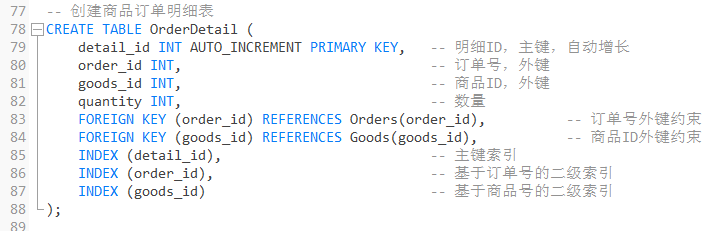 77 -- 创建商品订单明细表
78 CREATE TABLE OrderDetail (
79 detail_id INT AUTO_INCREMENT PRIMARY KEY, -- 明细ID, 主键, 自动增长
80 order_id INT, -- 订单号, 外键
81 goods_id INT, -- 商品ID, 外键
82 quantity INT, -- 数量
83 FOREIGN KEY (order_id) REFERENCES Orders(order_id), -- 订单号外键约束
84 FOREIGN KEY (goods_id) REFERENCES Goods(goods_id), -- 商品ID外键约束
85 INDEX (detail_id), -- 主键索引
86 INDEX (order_id), -- 基于订单号的二级索引
87 INDEX (goods_id) -- 基于商品号的二级索引
88 );
89